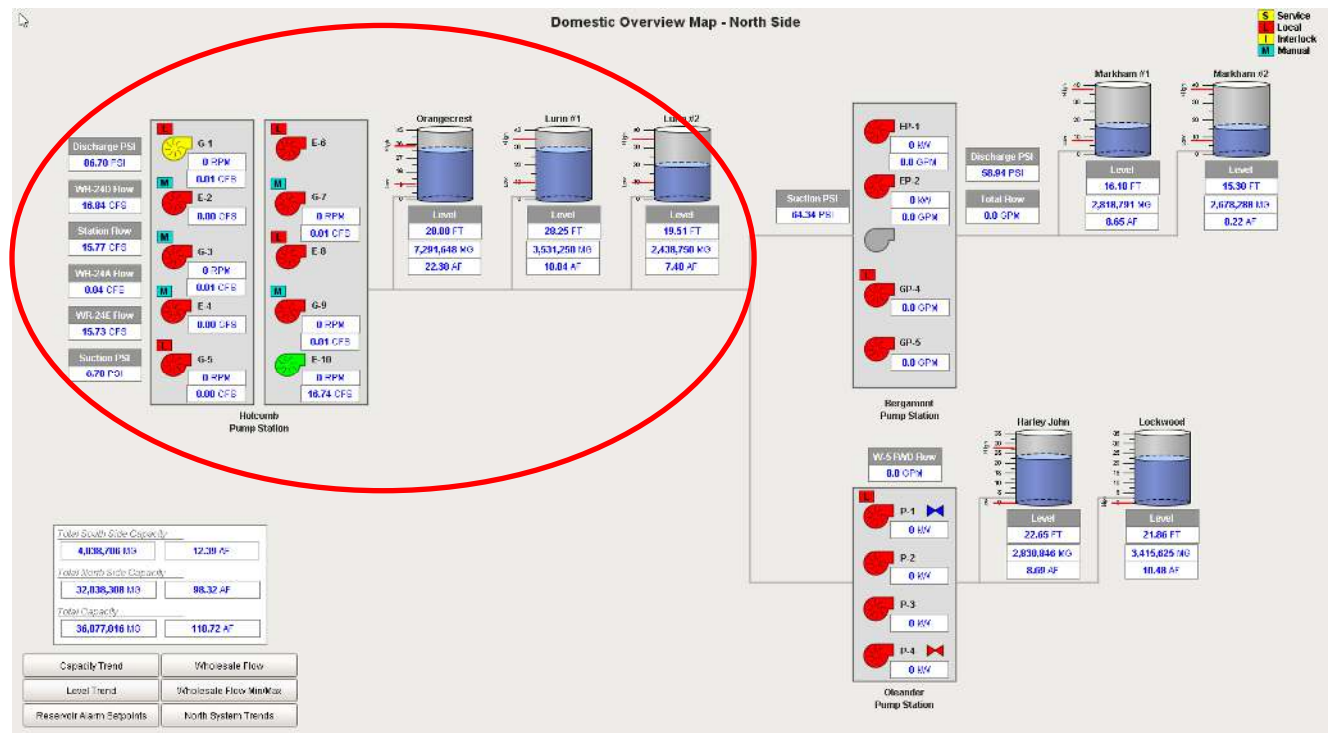 Domestic Overview Map - North Side
S Service
L Local
I Interlock
M Manual
Discharge PSI
86.70 PSI
WR-24D Flow
16.04 CFS
Station Flow
15.77 CFS
WR-24A Flow
0.04 CFS
WR-24E Flow
15.73 CFS
Suction PSI
L
G-1
0 RPM
0.01 CFS
M
E-2
0.00 CFS
M
G-3
0 RPM
0.01 CFS
M
E-4
0.00 CFS
L
G-5
0 RPM
0.00 CFS
L
E-6
M
G-7
0 RPM
0.01 CFS
L
E-8
M
G-9
0 RPM
0.01 CFS
E-10
0 RPM
16.74 CFS
Holcomb
Pump Station
Orangecrest
Level
28.00 FT
7,291,648 MG
22.38 AF
Lurin #1
Level
28.25 FT
3,531,250 MG
10.84 AF
Lurin #2
Level
19.51 FT
2,438,750 MG
7.48 AF
Suction PSI
64.34 PSI
EP-1
0 kW
0.0 GPM
EP-2
0 kW
0.0 GPM
L
GP-4
0.0 GPM
GP-5
0.0 GPM
Bergamont
Pump Station
Discharge PSI
58.94 PSI
Total Flow
0.0 GPM
Markham #1
Level
16.10 FT
2,818,791 MG
8.65 AF
Markham #2
Level
15.30 FT
2,678,288 MG
8.22 AF
W-5 FWD Flow
0.0 GPM
L
P-1
0 kW
P-2
0 kW
P-3
0 kW
P-4
0 kW
Oleander
Pump Station
Harley John
Level
22.65 FT
2,830,846 MG
8.69 AF
Lockwood
Level
21.86 FT
3,415,625 MG
10.48 AF
Total South Side Capacity
4,038,706 MG 12.39 AF
Total North Side Capacity
32,038,308 MG 98.32 AF
Total Capacity
36,077,016 MG 110.72 AF
Capacity Trend
Wholesale Flow
Level Trend
Wholesale Flow Min/Max
Reservoir Alarm Setpoints
North System Trends